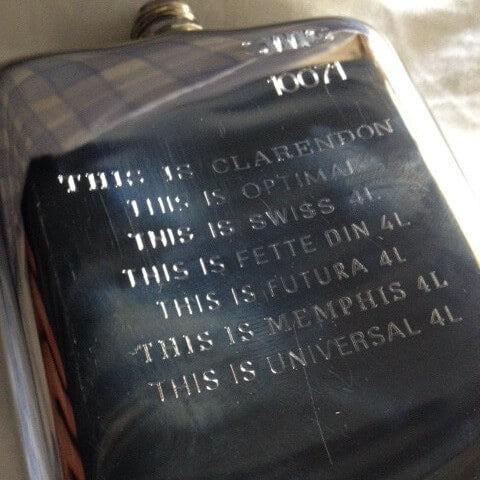 10071
THIS IS CLARENDON
THIS IS OPTIMA
THIS IS SWISS 4L
THIS IS FETTE DIN 4L
THIS IS FUTURA 4L
THIS IS MEMPHIS 4L
THIS IS UNIVERSAL 4L